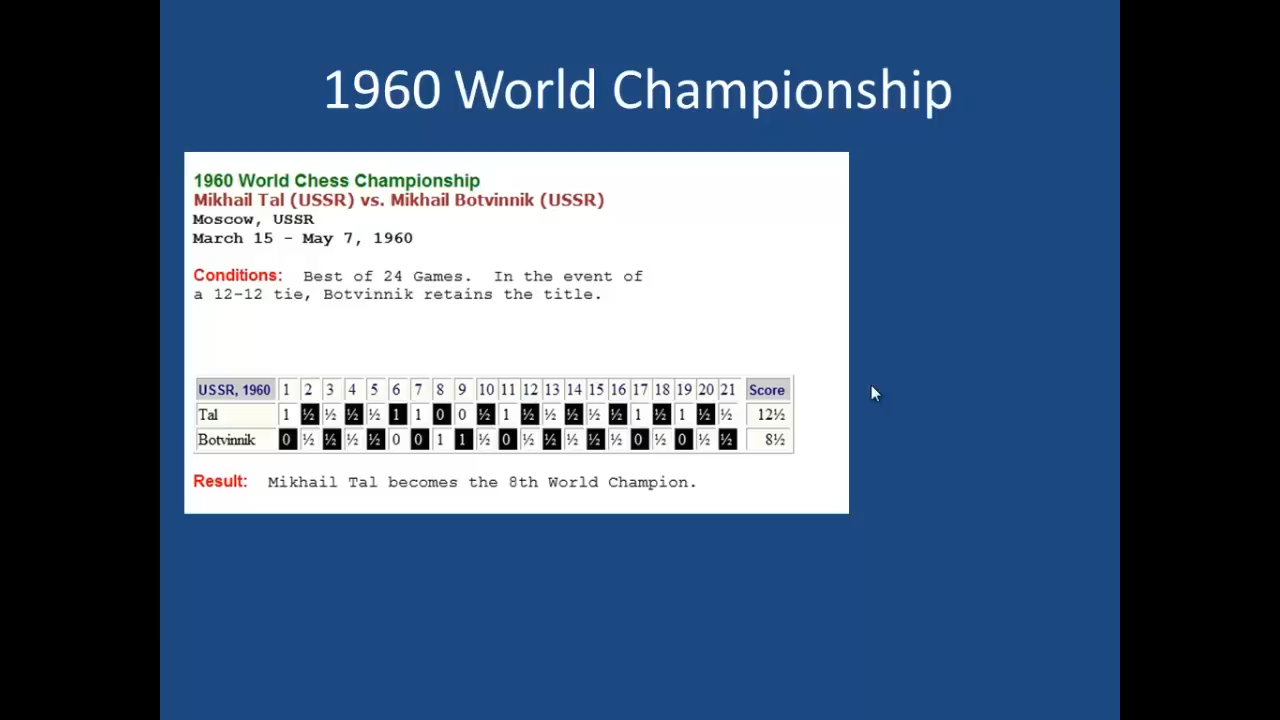 1960 World Championship
1960 World Chess Championship
Mikhail Tal (USSR) vs. Mikhail Botvinnik (USSR)
Moscow, USSR
March 15 - May 7, 1960
Conditions: Best of 24 Games. In the event of
a 12-12 tie, Botvinnik retains the title.
USSR, 1960 1 2 3 4 5 6 7 8 9 10 11 12 13 14 15 16 17 18 19 20 21 Score
Tal 1 ½ ½ ½ ½ 1 1 0 0 ½ 1 ½ ½ ½ ½ ½ 1 ½ 1 ½ ½ 12½
Botvinnik 0 ½ ½ ½ ½ 0 0 1 1 ½ 0 ½ ½ ½ ½ ½ 0 ½ 0 ½ ½ 8½
Result: Mikhail Tal becomes the 8th World Champion.